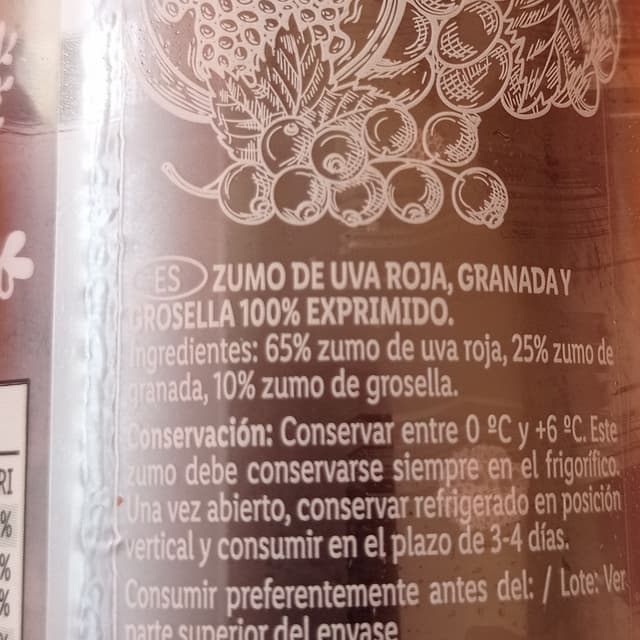 ES ZUMO DE UVA ROJA, GRANADA Y
GROSELLA 100% EXPRIMIDO.
Ingredientes: 65% zumo de uva roja, 25% zumo de
granada, 10% zumo de grosella.
Conservación: Conservar entre 0 ºC y +6 ºC. Este
zumo debe conservarse siempre en el frigorífico.
Una vez abierto, conservar refrigerado en posición
vertical y consumir en el plazo de 3-4 días.
Consumir preferentemente antes del: / Lote: Ver
parte superior del envase
RI
%
%
%